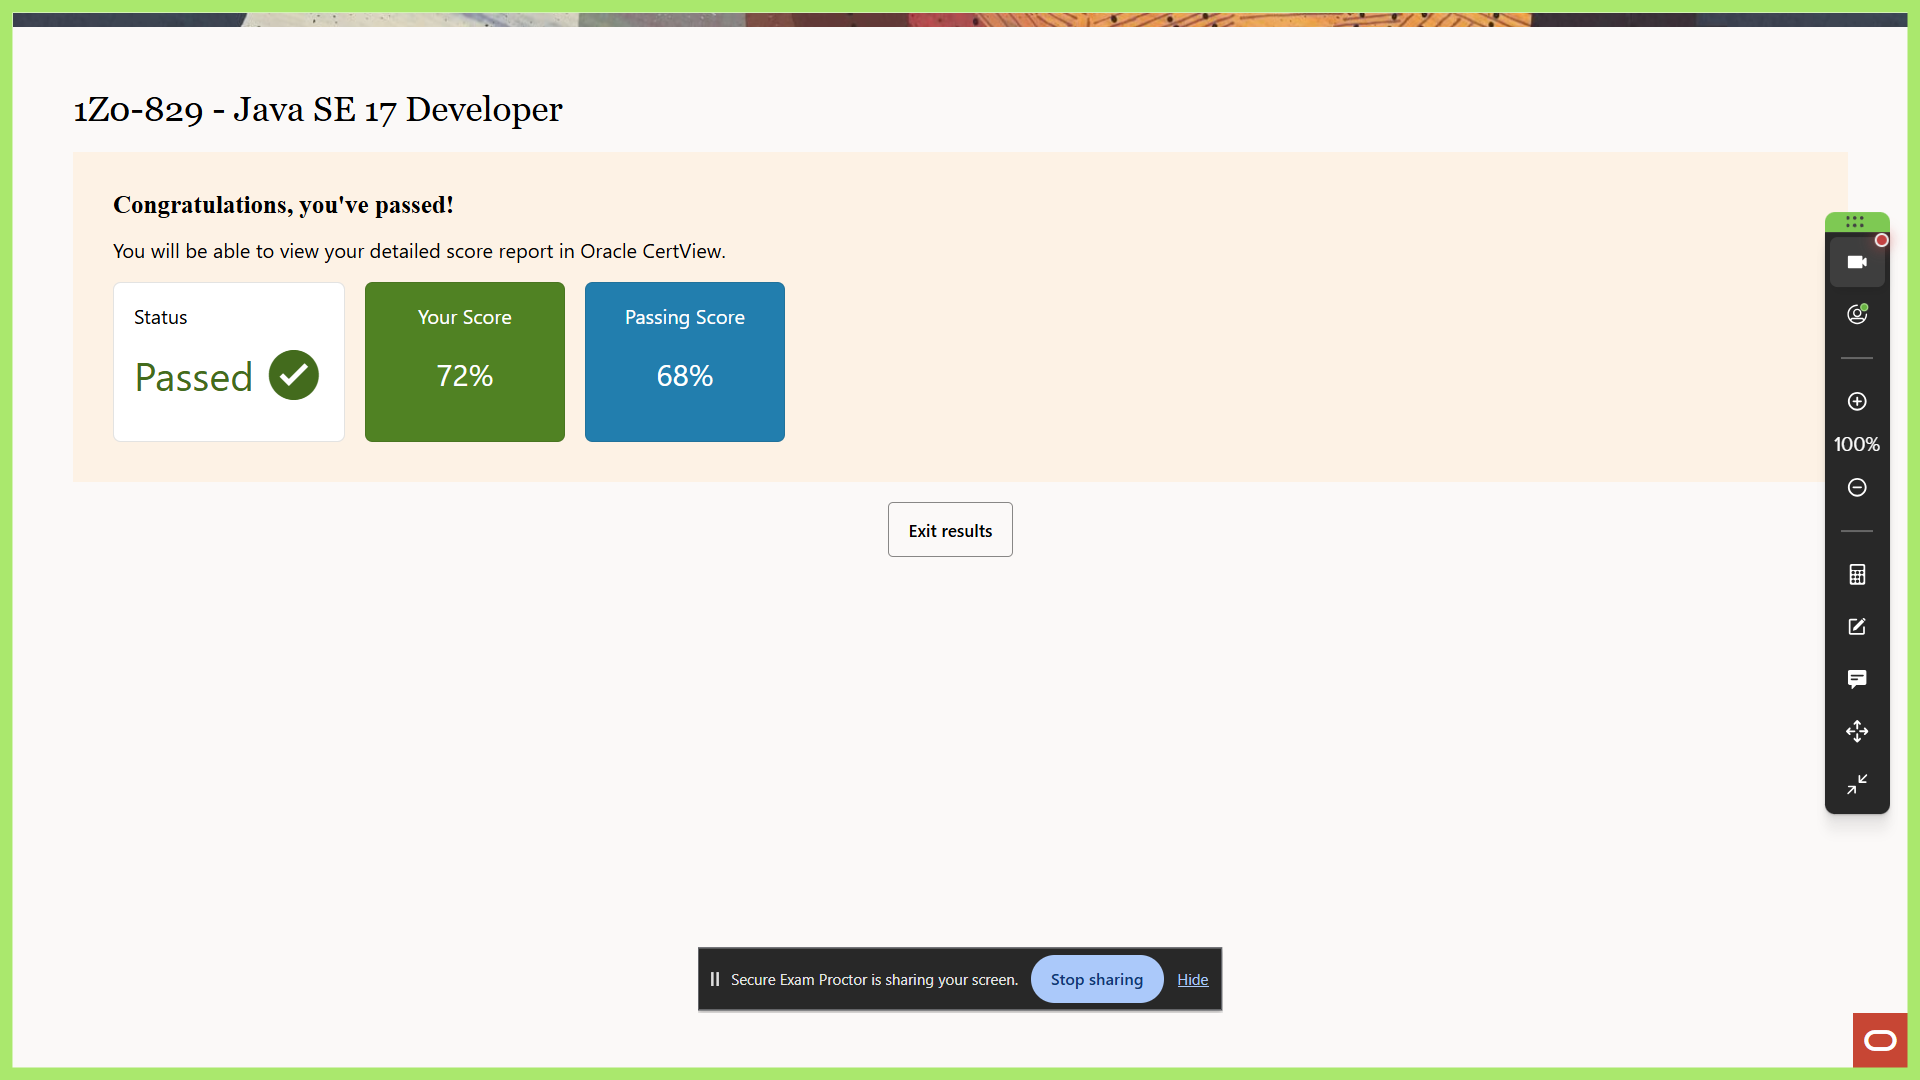 1Z0-829 - Java SE 17 Developer
Congratulations, you've passed!
You will be able to view your detailed score report in Oracle CertView.
Status
Passed
Your Score
72%
Passing Score
68%
Exit results
100%
Secure Exam Proctor is sharing your screen.
Stop sharing
Hide